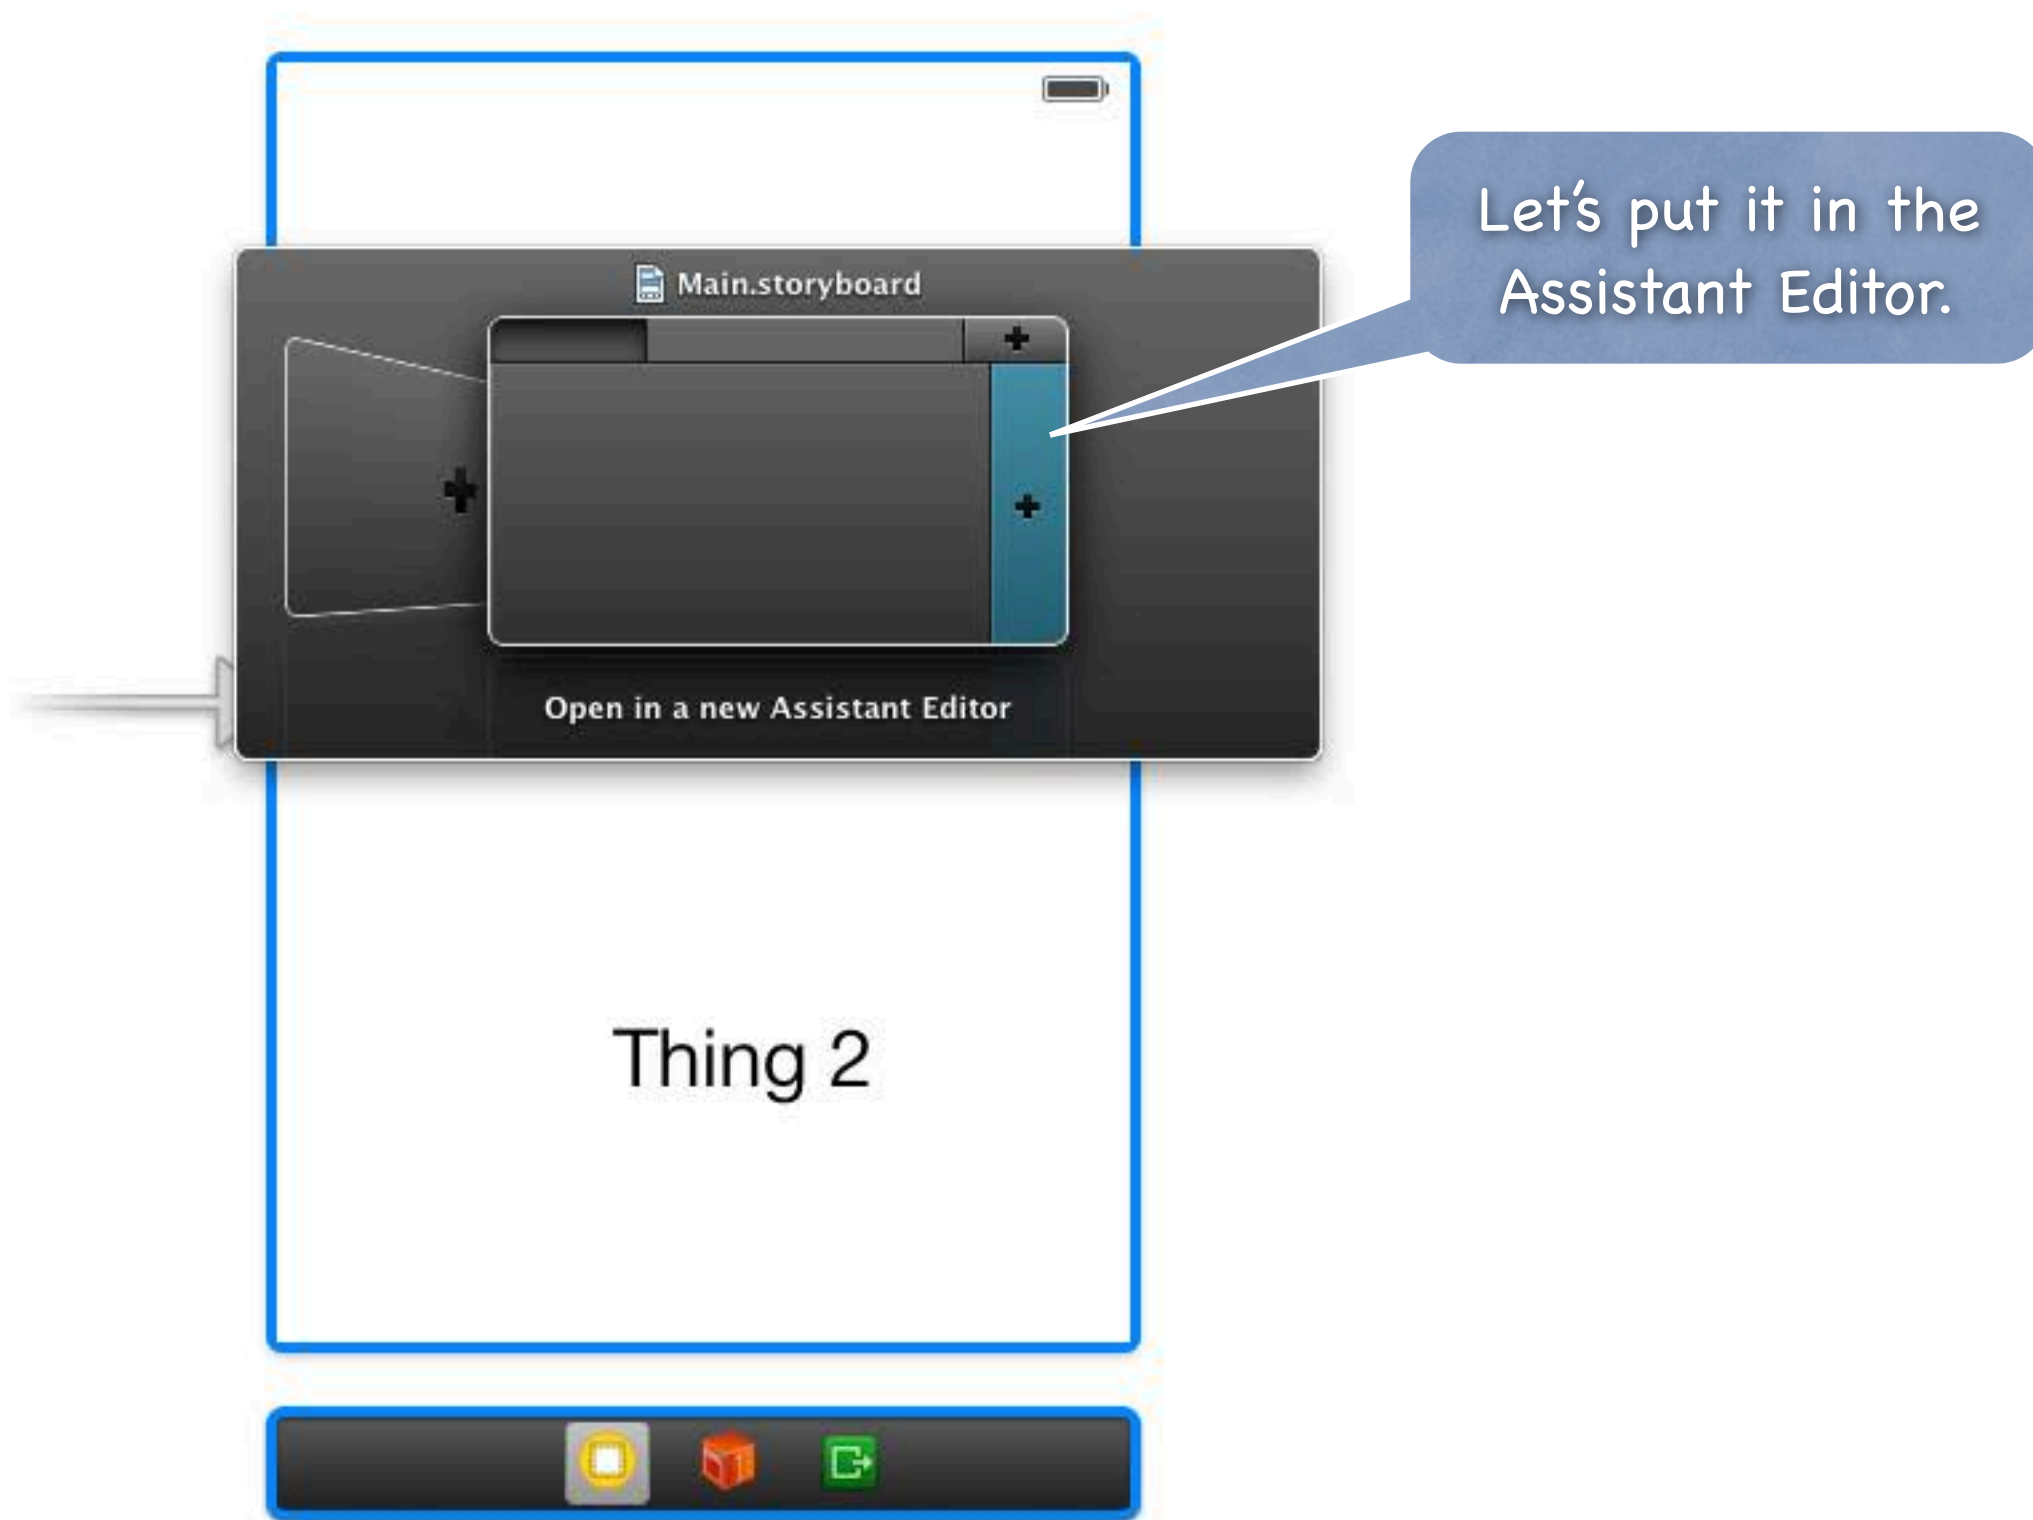 Let's put it in the
Assistant Editor.
Main.storyboard
Open in a new Assistant Editor
Thing 2